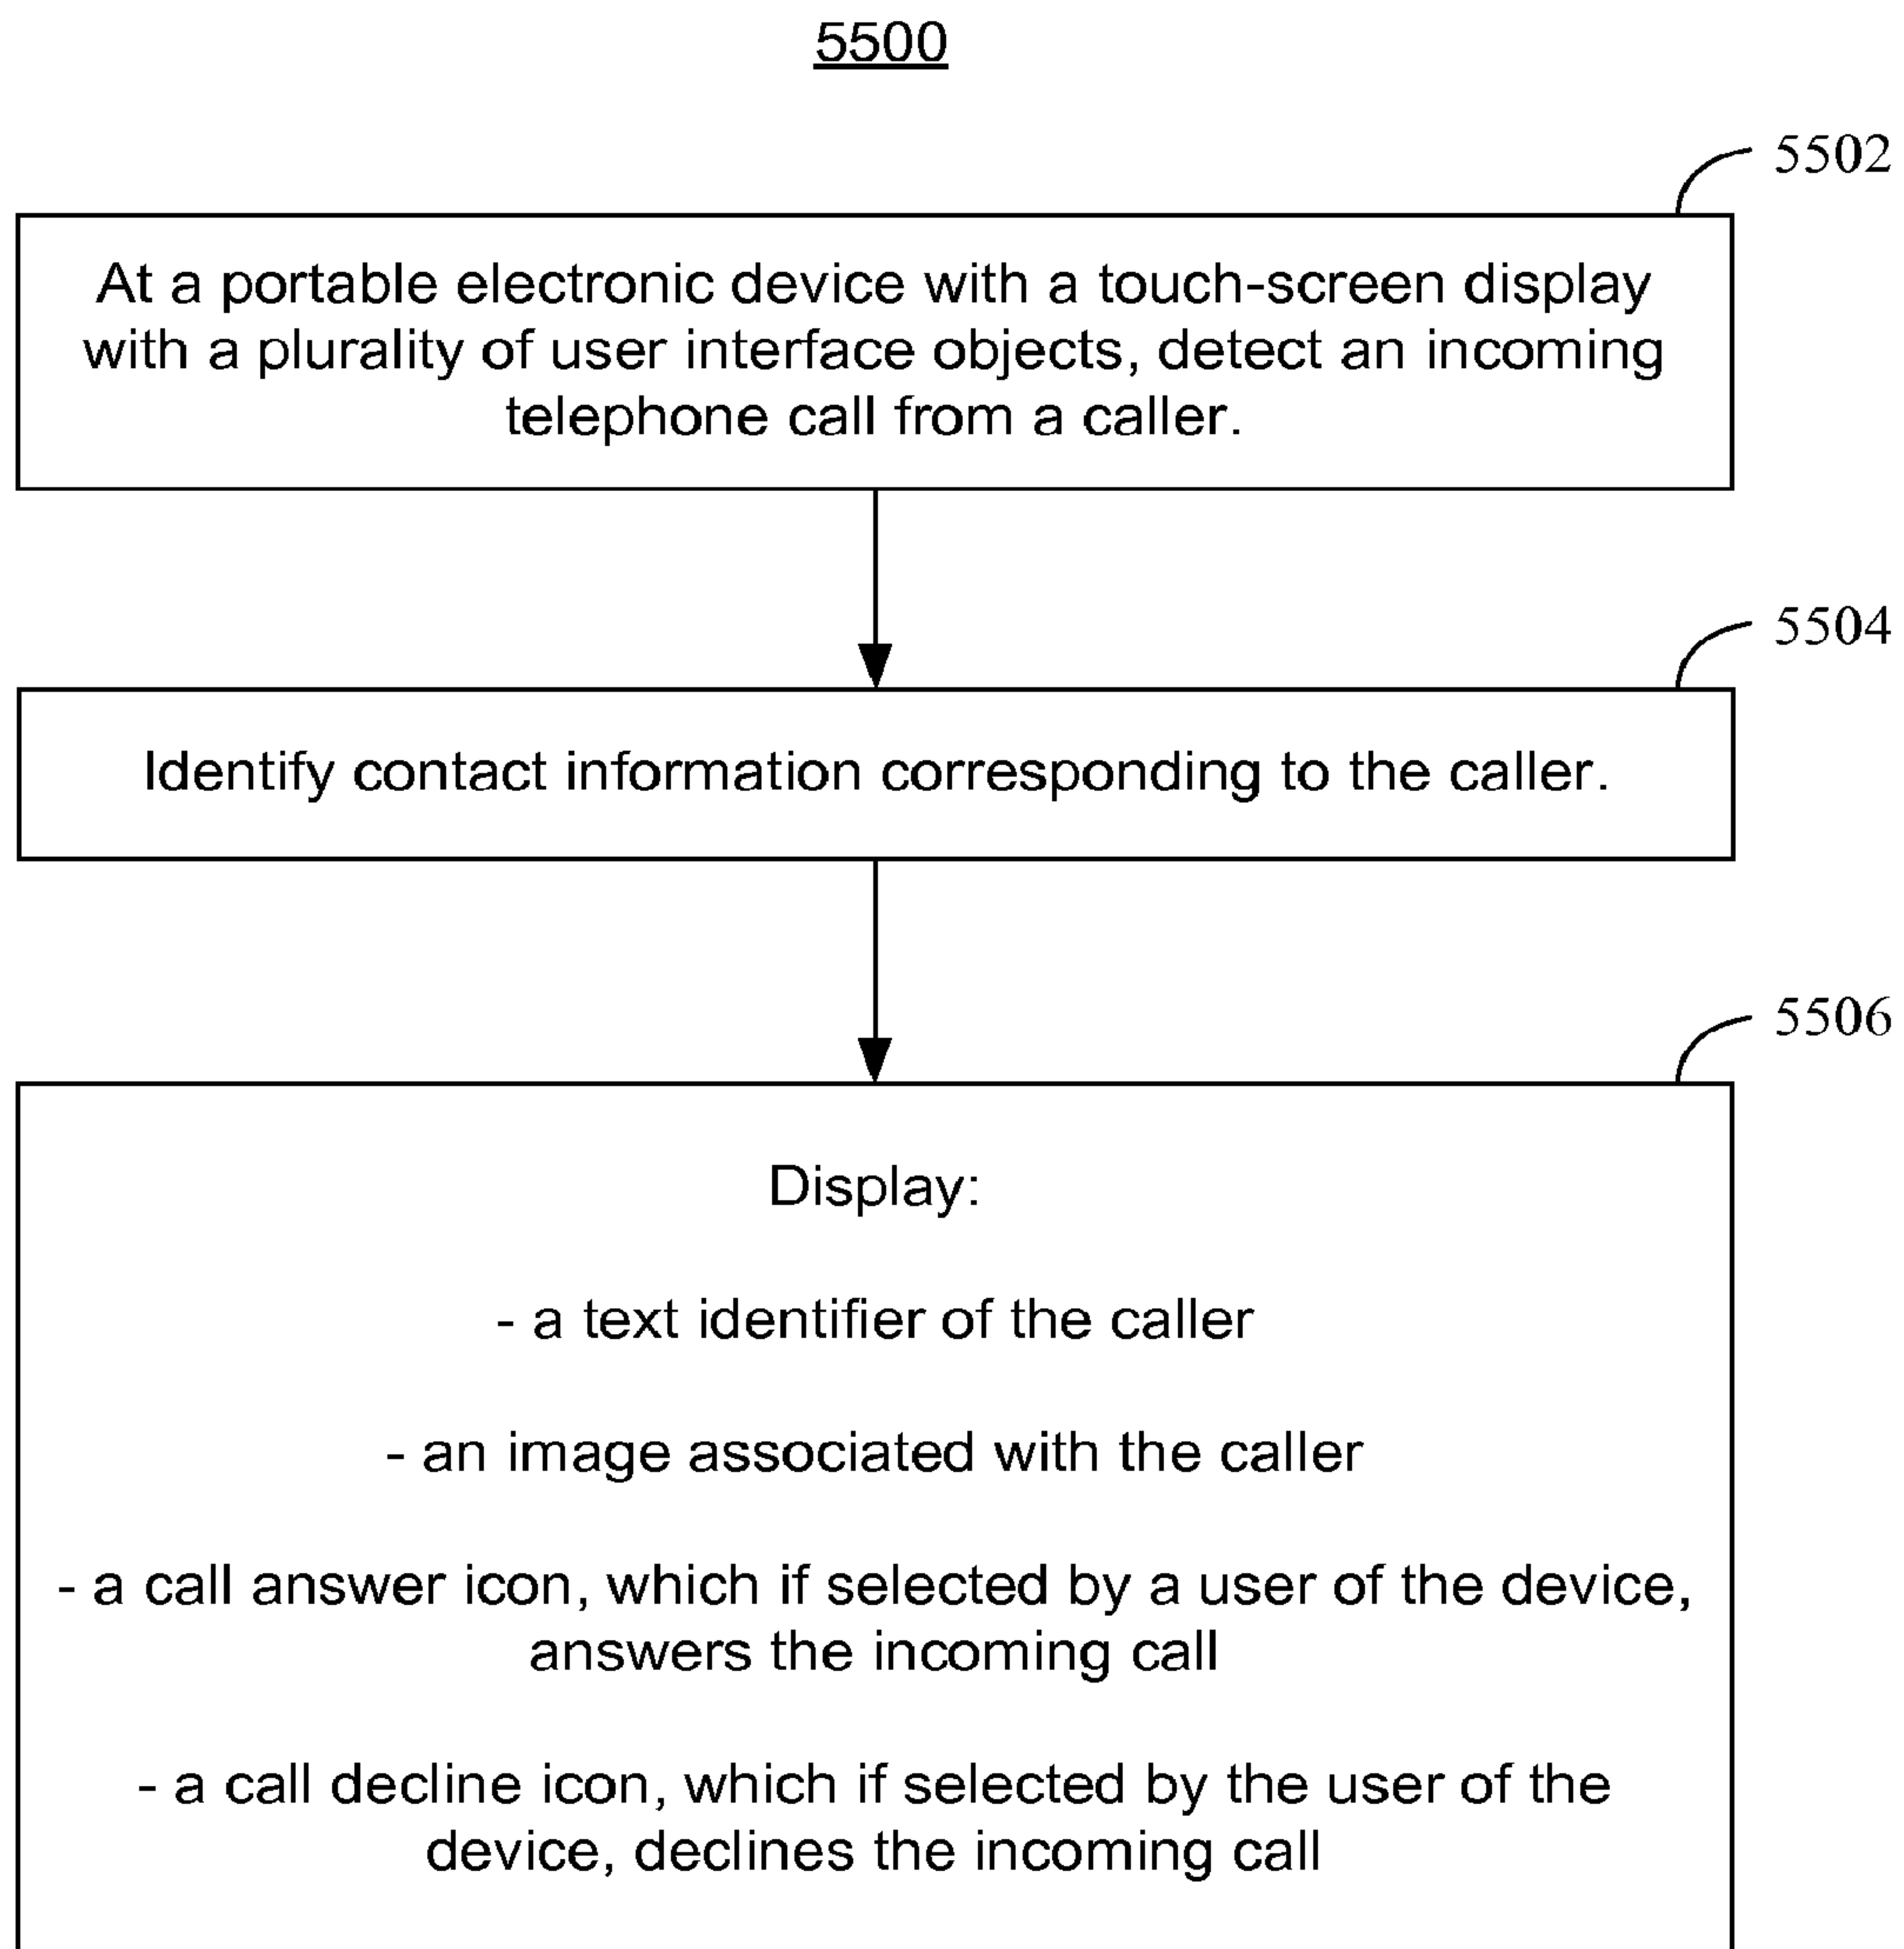 5500
5502
At a portable electronic device with a touch-screen display
with a plurality of user interface objects, detect an incoming
telephone call from a caller.
5504
Identify contact information corresponding to the caller.
5506
Display:
- a text identifier of the caller
- an image associated with the caller
- a call answer icon, which if selected by a user of the device,
answers the incoming call
- a call decline icon, which if selected by the user of the
device, declines the incoming call